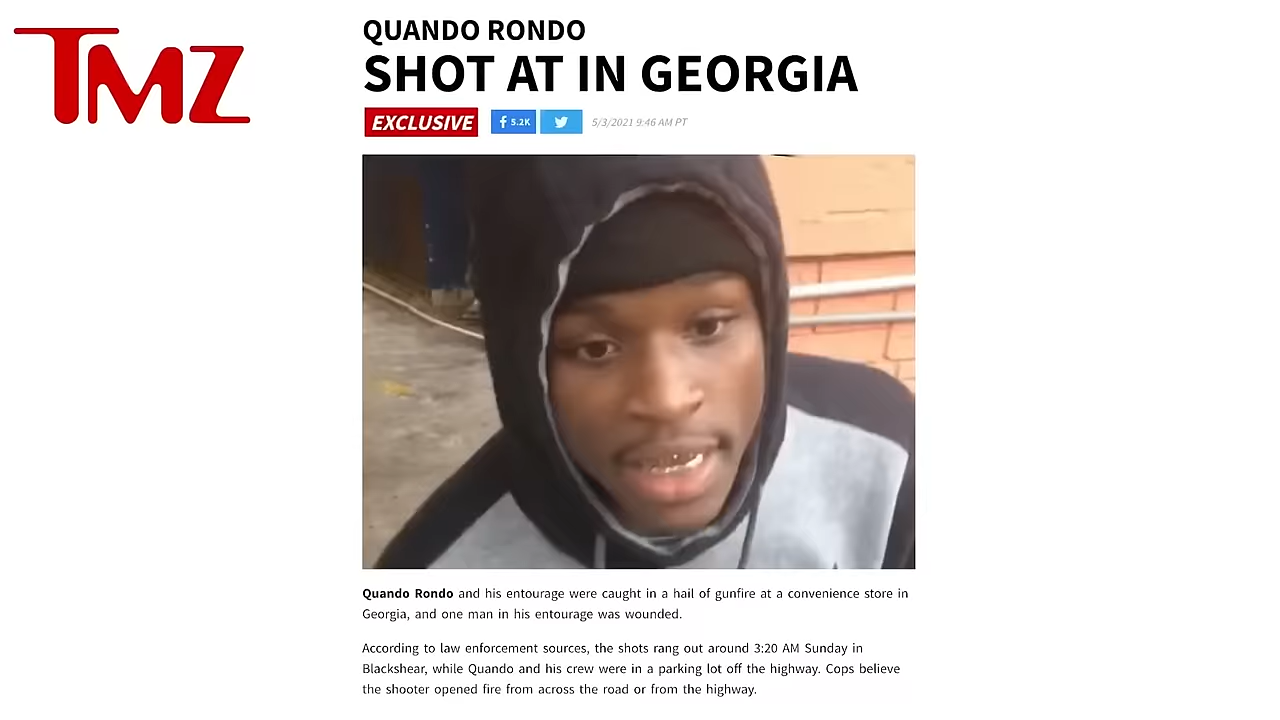 TMZ
QUANDO RONDO
SHOT AT IN GEORGIA
EXCLUSIVE
5.2K
5/3/2021 9:46 AM PT
Quando Rondo and his entourage were caught in a hail of gunfire at a convenience store in
Georgia, and one man in his entourage was wounded.
According to law enforcement sources, the shots rang out around 3:20 AM Sunday in
Blackshear, while Quando and his crew were in a parking lot off the highway. Cops believe
the shooter opened fire from across the road or from the highway.